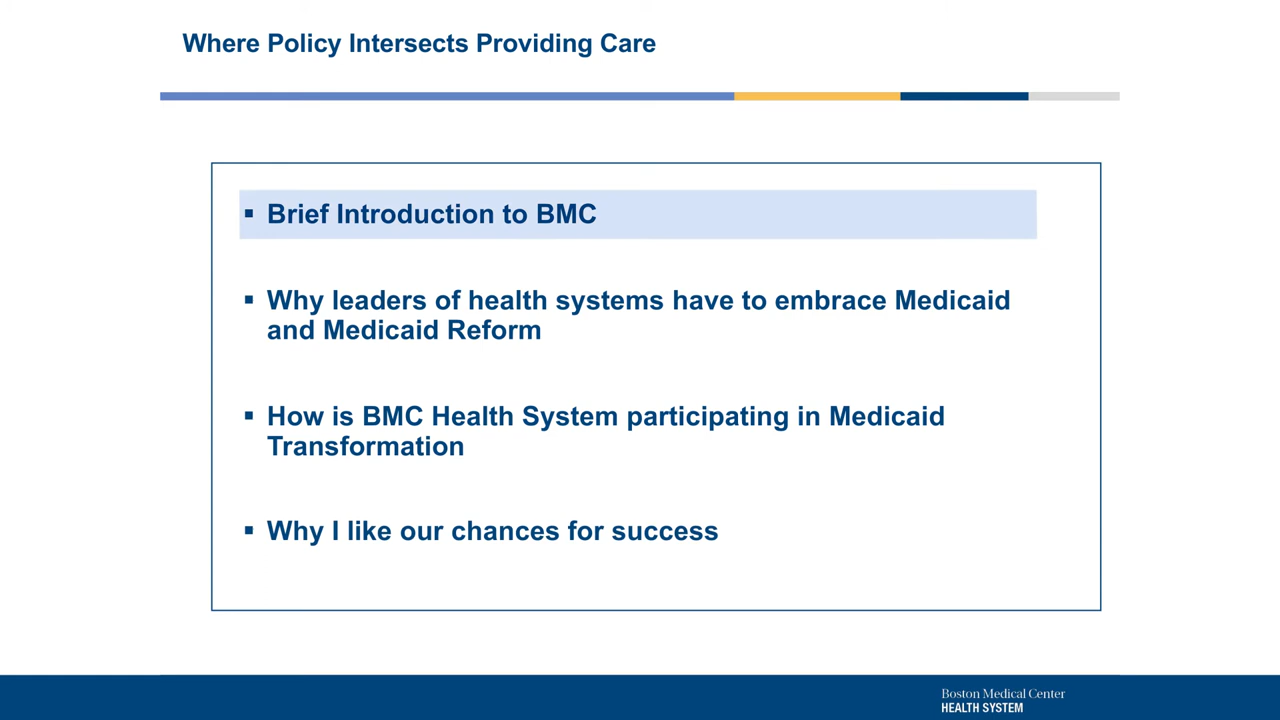 Where Policy Intersects Providing Care
▪ Brief Introduction to BMC
▪ Why leaders of health systems have to embrace Medicaid
and Medicaid Reform
▪ How is BMC Health System participating in Medicaid
Transformation
▪ Why I like our chances for success
Boston Medical Center
HEALTH SYSTEM